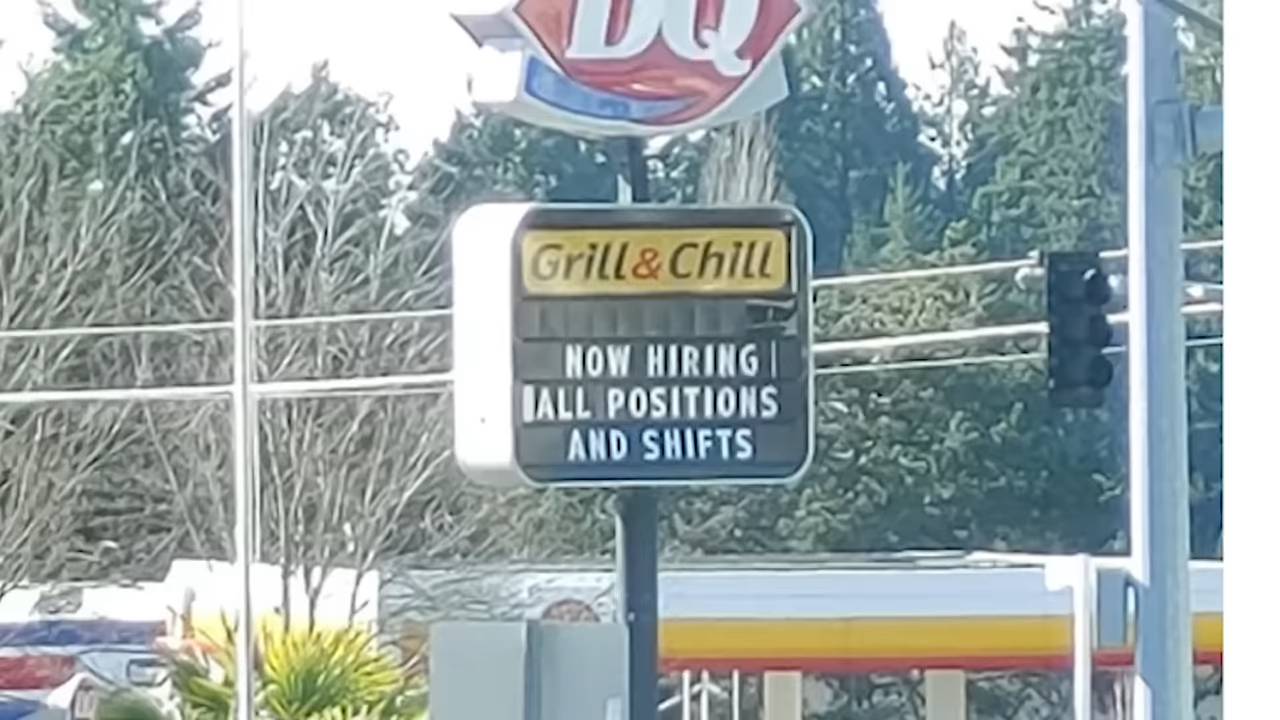 DQ
Grill & Chill
NOW HIRING
ALL POSITIONS
AND SHIFTS